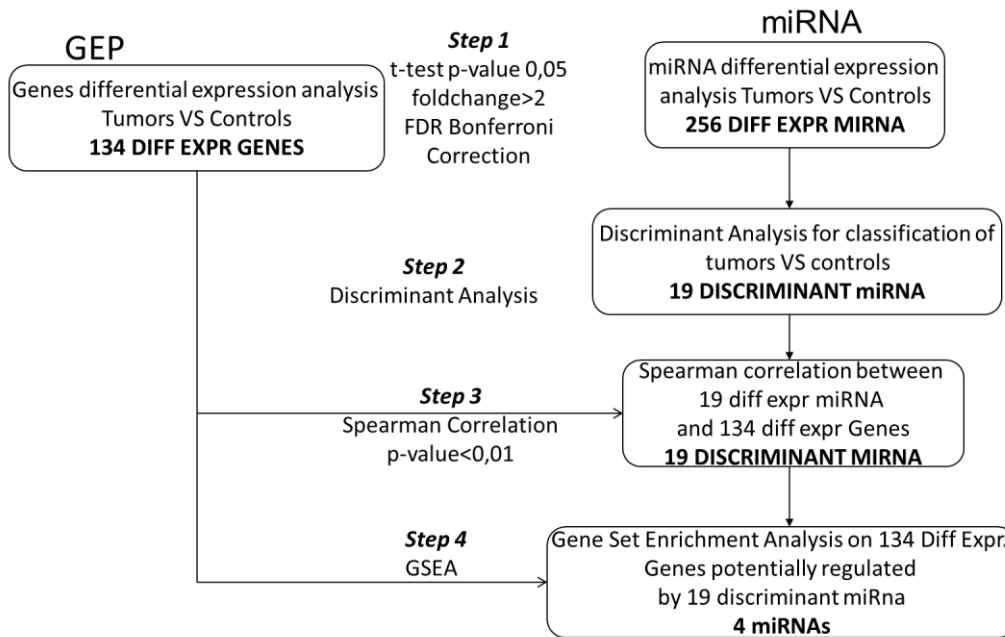 GEP
Genes differential expression analysis
Tumors VS Controls
134 DIFF EXPR GENES
Step 1
t-test p-value 0,05
foldchange>2
FDR Bonferroni
Correction
miRNA
miRNA differential expression
analysis Tumors VS Controls
256 DIFF EXPR MIRNA
Step 2
Discriminant Analysis
Discriminant Analysis for classification of
tumors VS controls
19 DISCRIMINANT miRNA
Step 3
Spearman Correlation
p-value<0,01
Spearman correlation between
19 diff expr miRNA
and 134 diff expr Genes
19 DISCRIMINANT MIRNA
Step 4
GSEA
Gene Set Enrichment Analysis on 134 Diff Expr.
Genes potentially regulated
by 19 discriminant miRna
4 miRNAs